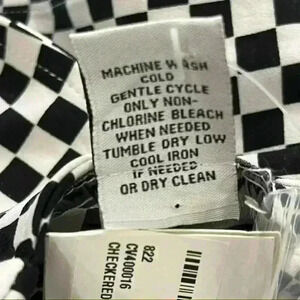 MACHINE WASH
COLD
GENTLE CYCLE
ONLY NON-
CHLORINE BLEACH
WHEN NEEDED
TUMBLE DRY LOW
COOL IRON
IF NEEDED
OR DRY CLEAN
822
CV400016
CHECKERED